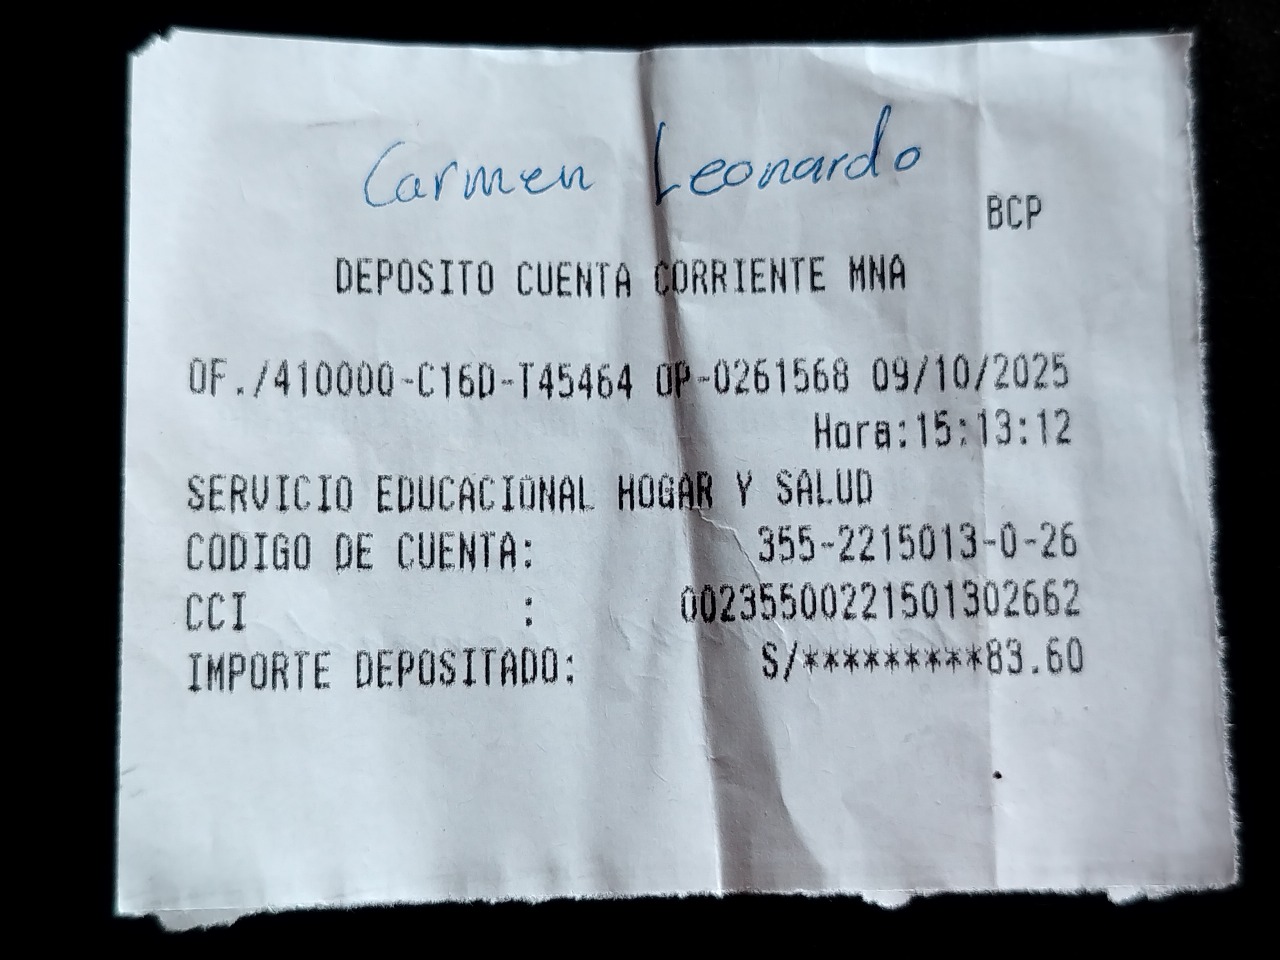 Carmen Leonardo
BCP
DEPOSITO CUENTA CORRIENTE MNA
OF./410000-C16D-T45464 OP-0261568 09/10/2025
Hora:15:13:12
SERVICIO EDUCACIONAL HOGAR Y SALUD
CODIGO DE CUENTA: 355-2215013-0-26
CCI : 00235500221501302662
IMPORTE DEPOSITADO: S/*********83.60